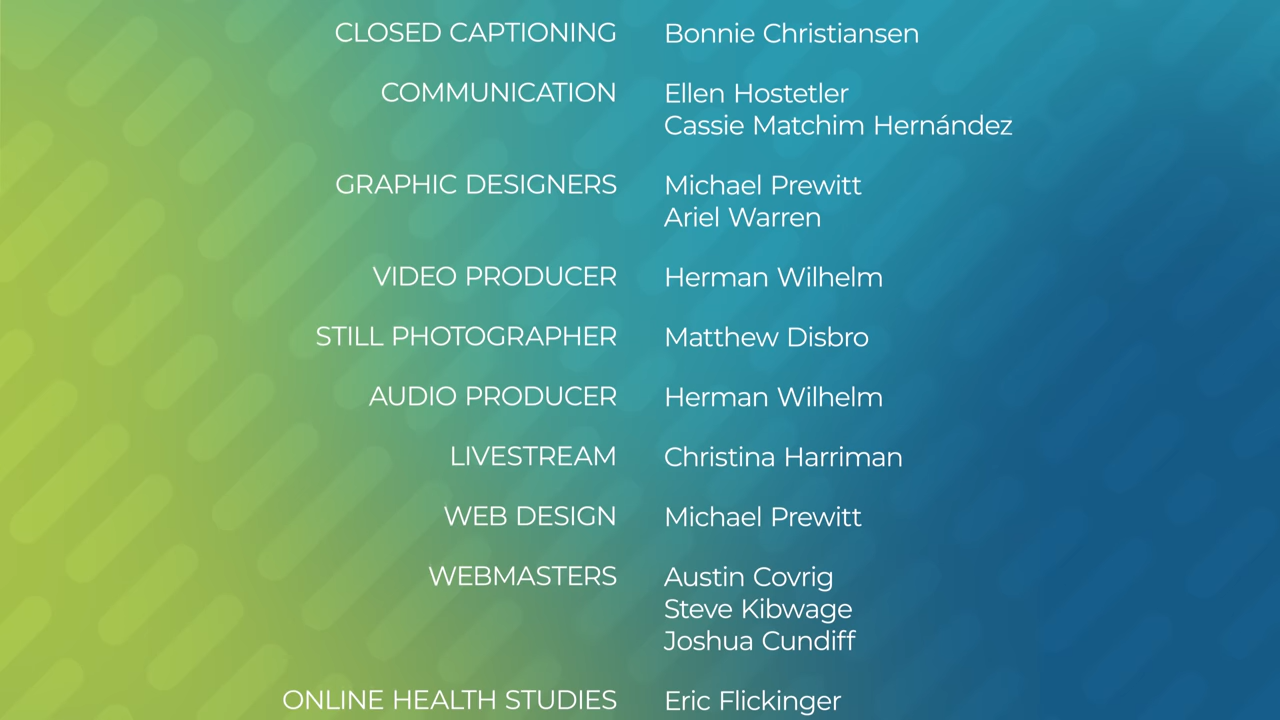 CLOSED CAPTIONING Bonnie Christiansen
COMMUNICATION Ellen Hostetler
Cassie Matchim Hernández
GRAPHIC DESIGNERS Michael Prewitt
Ariel Warren
VIDEO PRODUCER Herman Wilhelm
STILL PHOTOGRAPHER Matthew Disbro
AUDIO PRODUCER Herman Wilhelm
LIVESTREAM Christina Harriman
WEB DESIGN Michael Prewitt
WEBMASTERS Austin Covrig
Steve Kibwage
Joshua Cundiff
ONLINE HEALTH STUDIES Eric Flickinger